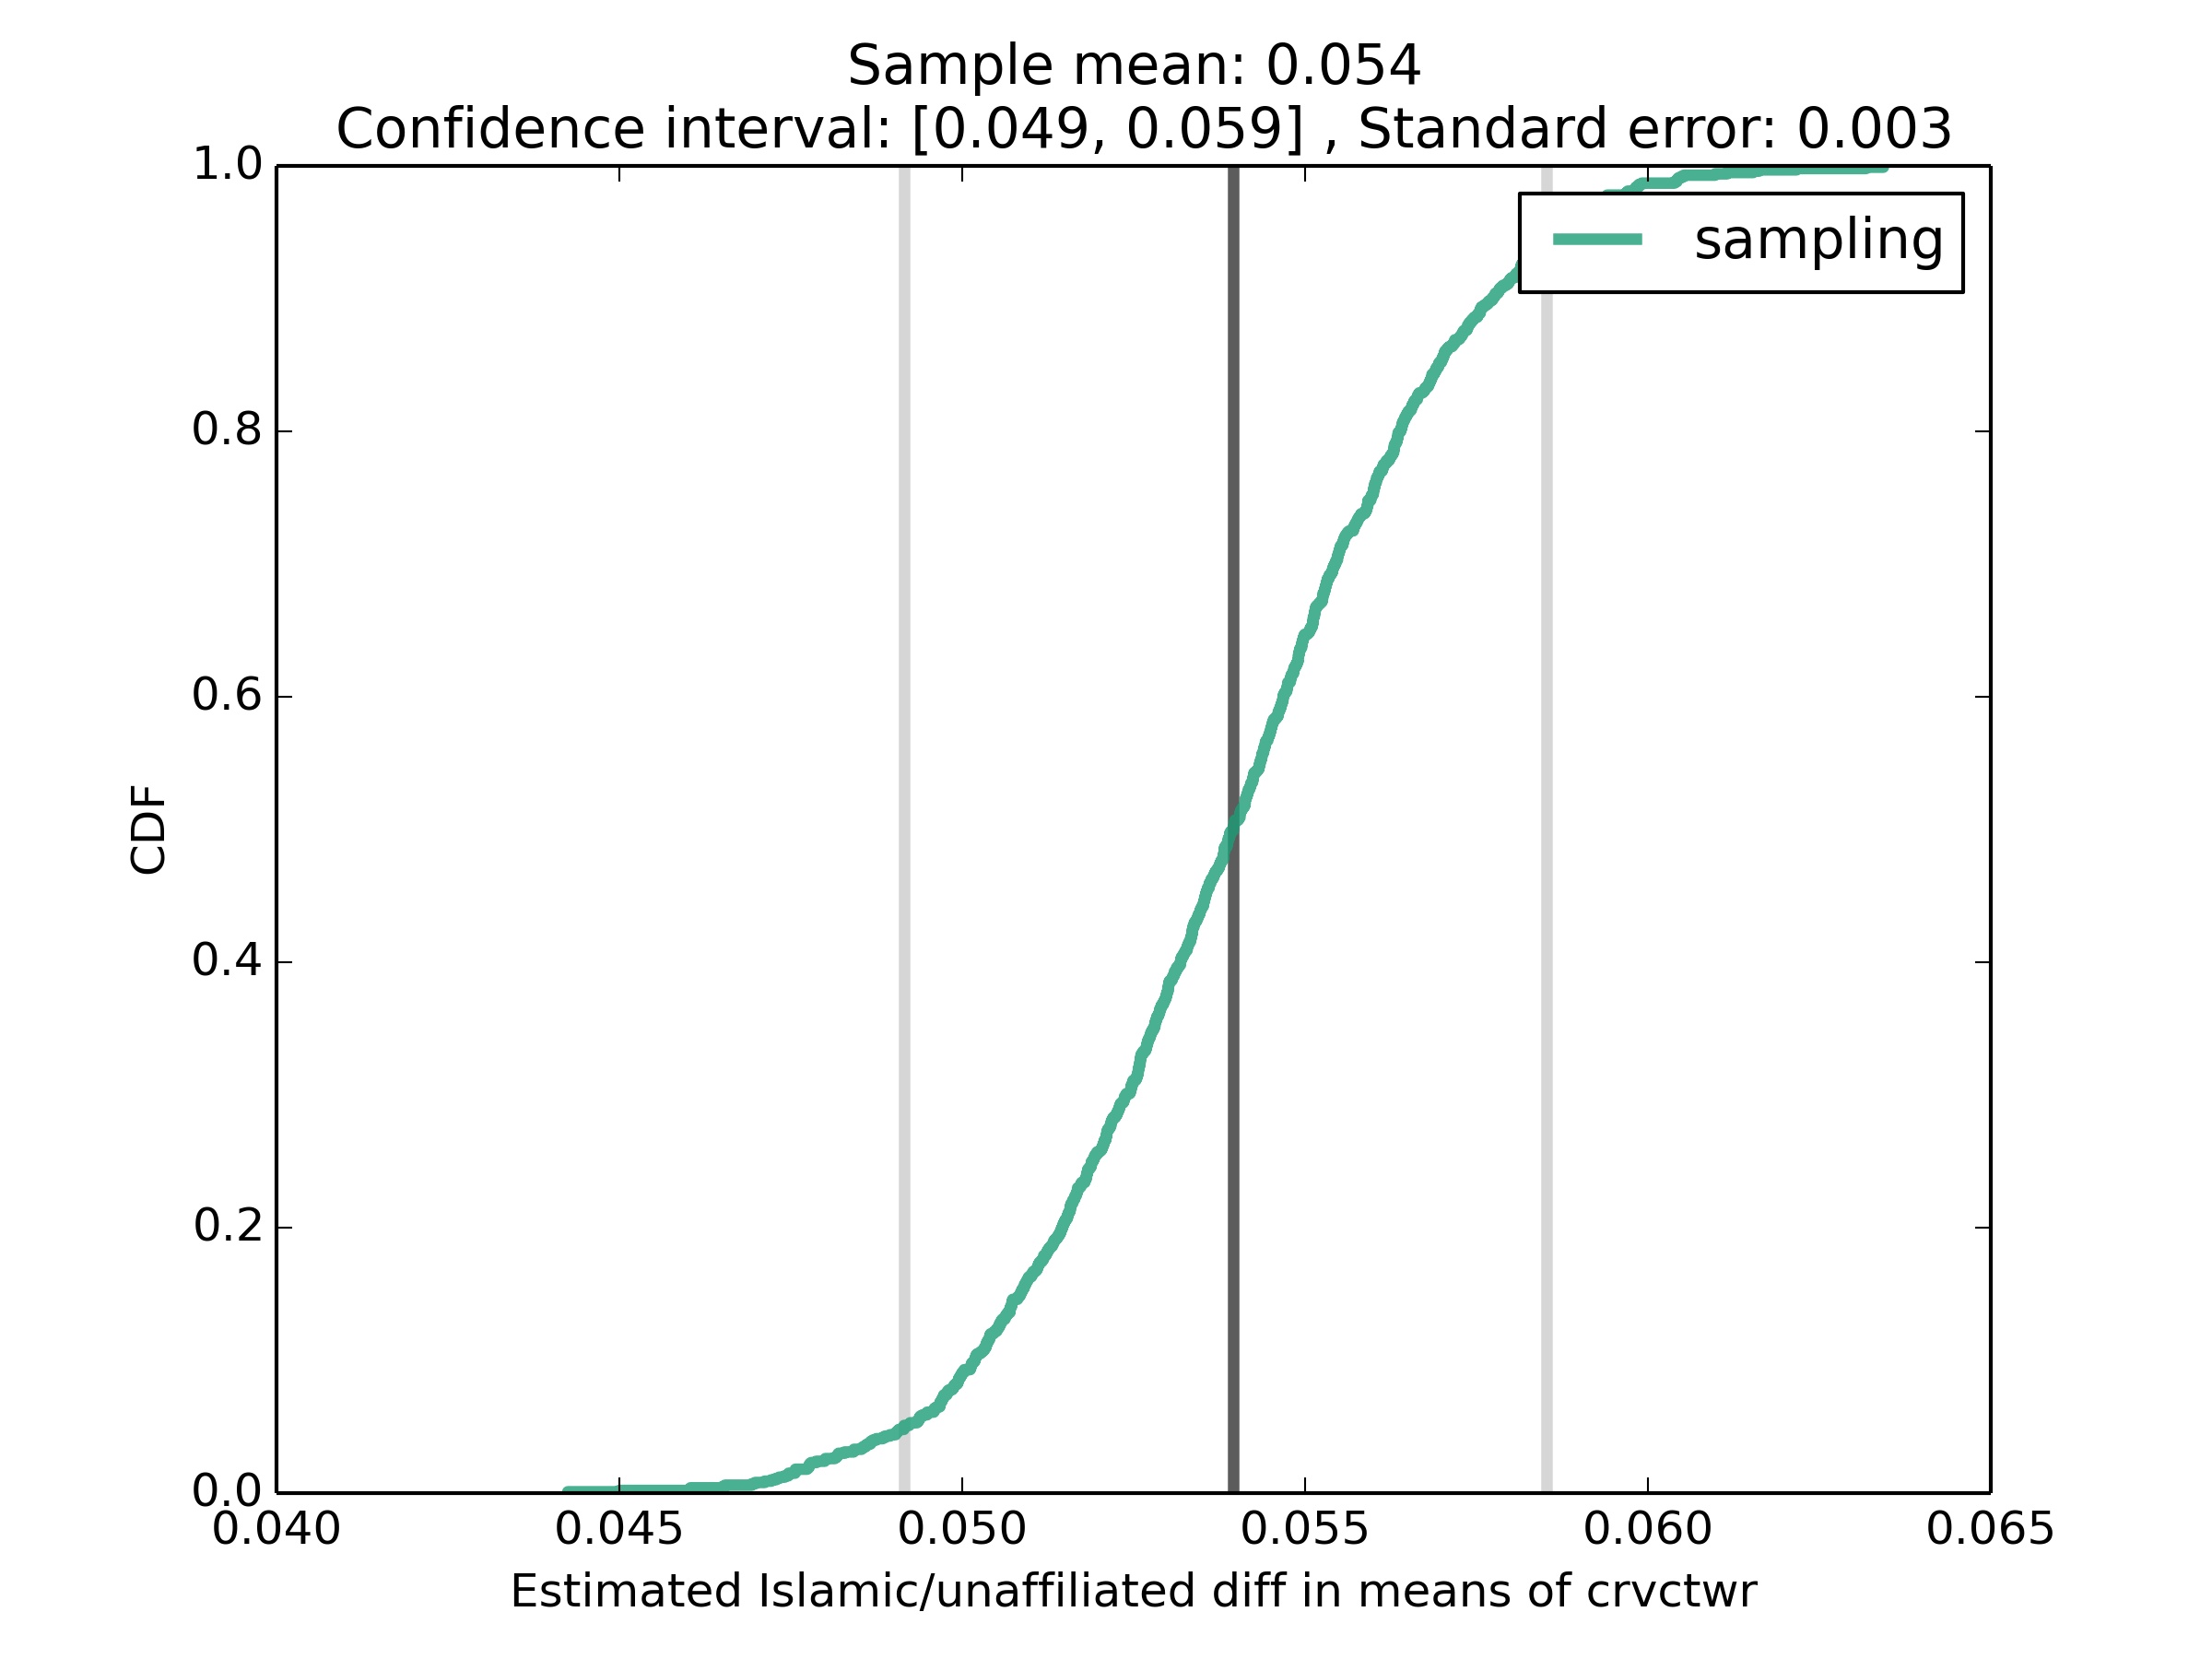 Sample mean: 0.054
Confidence interval: [0.049, 0.059] , Standard error: 0.003
1.0
sampling
0.8
0.6
CDF
0.4
0.2
0.0
0.040 0.045 0.050 0.055 0.060 0.065
Estimated Islamic/unaffiliated diff in means of crvctwr